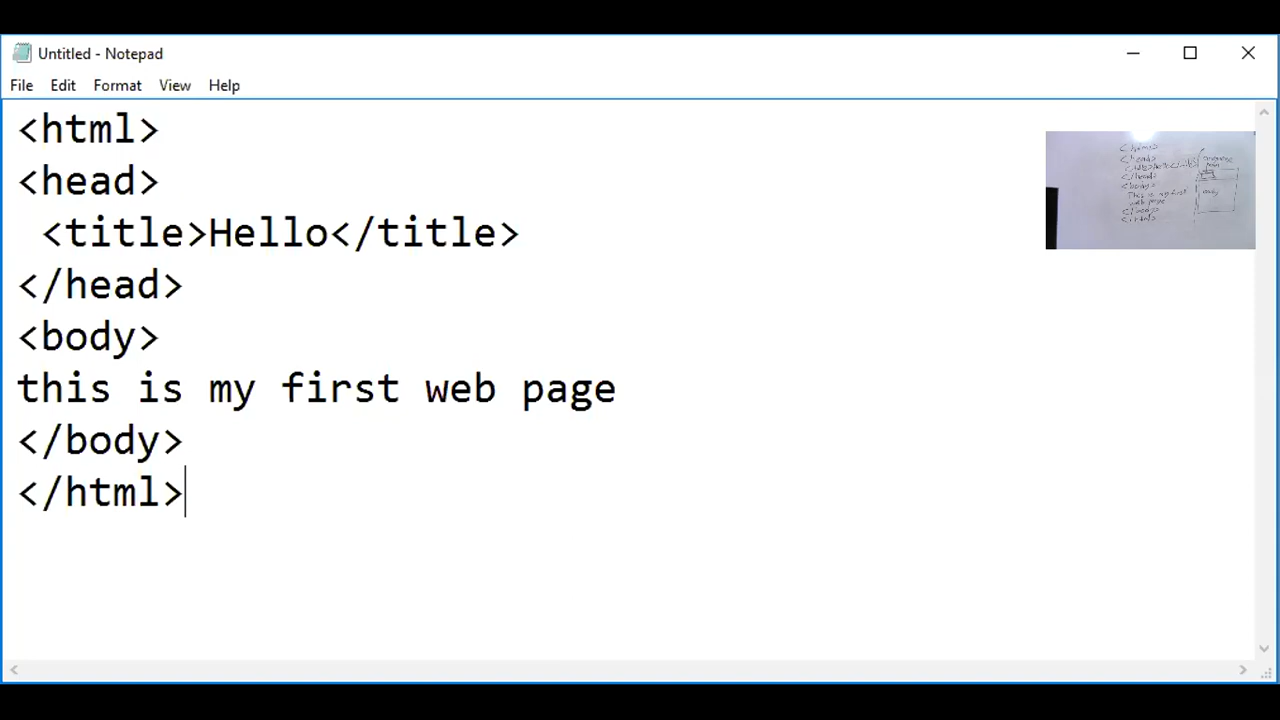 Untitled - Notepad
File Edit Format View Help
<html>
<head>
<title>Hello</title>
</head>
<body>
this is my first web page
</body>
</html>